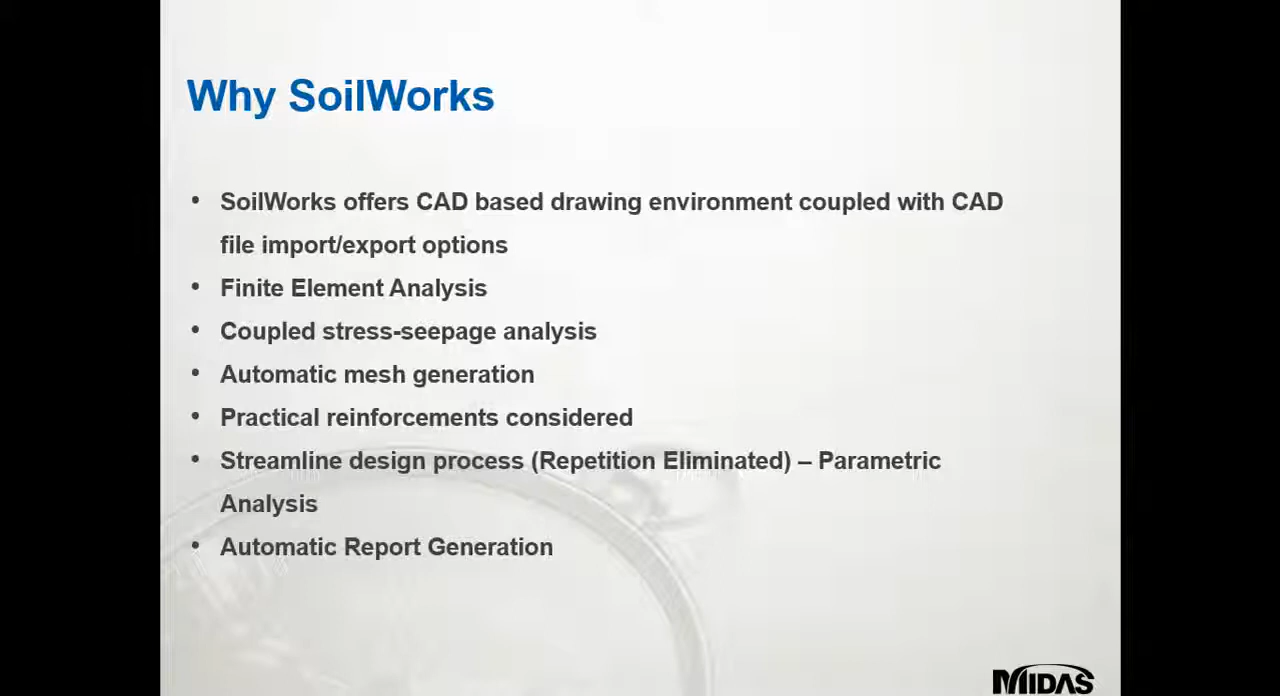 Why SoilWorks
• SoilWorks offers CAD based drawing environment coupled with CAD
file import/export options
• Finite Element Analysis
• Coupled stress-seepage analysis
• Automatic mesh generation
• Practical reinforcements considered
• Streamline design process (Repetition Eliminated) – Parametric
Analysis
• Automatic Report Generation
MIDAS